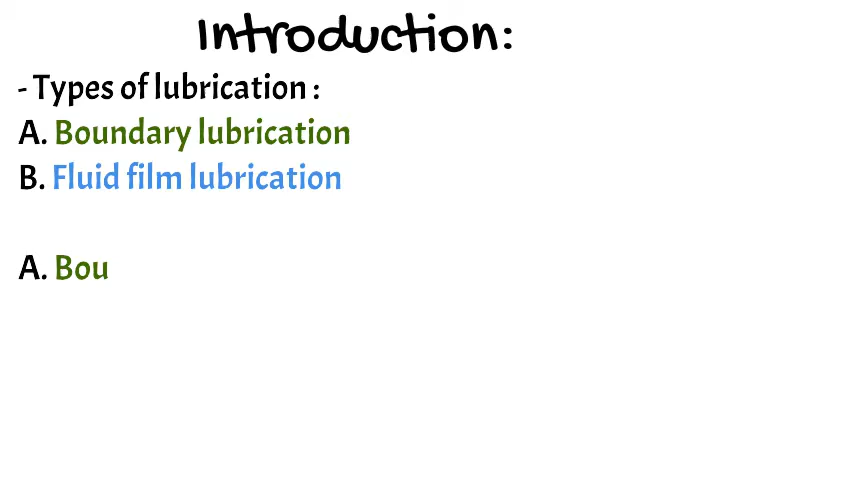 Introduction:
- Types of lubrication :
A. Boundary lubrication
B. Fluid film lubrication
A. Bou